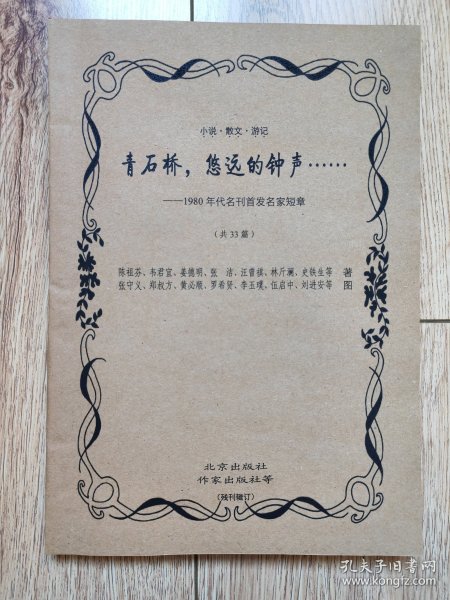 小说·散文·游记
青石桥，悠远的钟声……
——1980年代名刊首发名家短章
（共33篇）
陈祖芬、韦君宜、姜德明、张 洁、汪曾祺、林斤澜、史铁生等 著
张守义、郑叔方、黄必顺、罗希贤、李玉璞、伍启中、刘进安等 图
北京出版社
作家出版社等
（残刊辑订）
孔夫子旧书网
www.kongfz.com